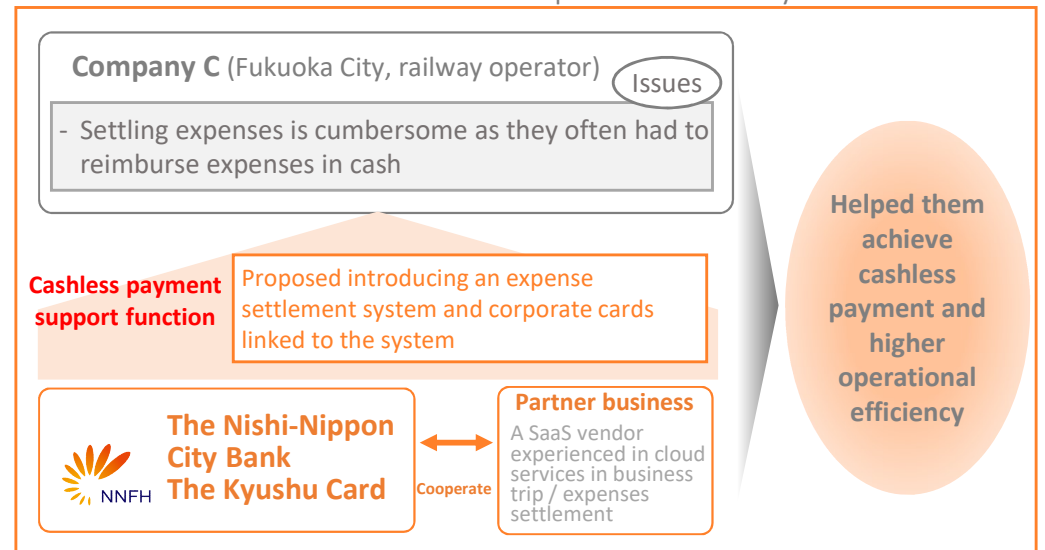 Company C (Fukuoka City, railway operator)
Issues
- Settling expenses is cumbersome as they often had to
reimburse expenses in cash
Cashless payment
support function
Proposed introducing an expense
settlement system and corporate cards
linked to the system
Helped them
achieve
cashless
payment and
higher
operational
efficiency
NNFH
The Nishi-Nippon
City Bank
The Kyushu Card
Cooperate
Partner business
A SaaS vendor
experienced in cloud
services in business
trip / expenses
settlement